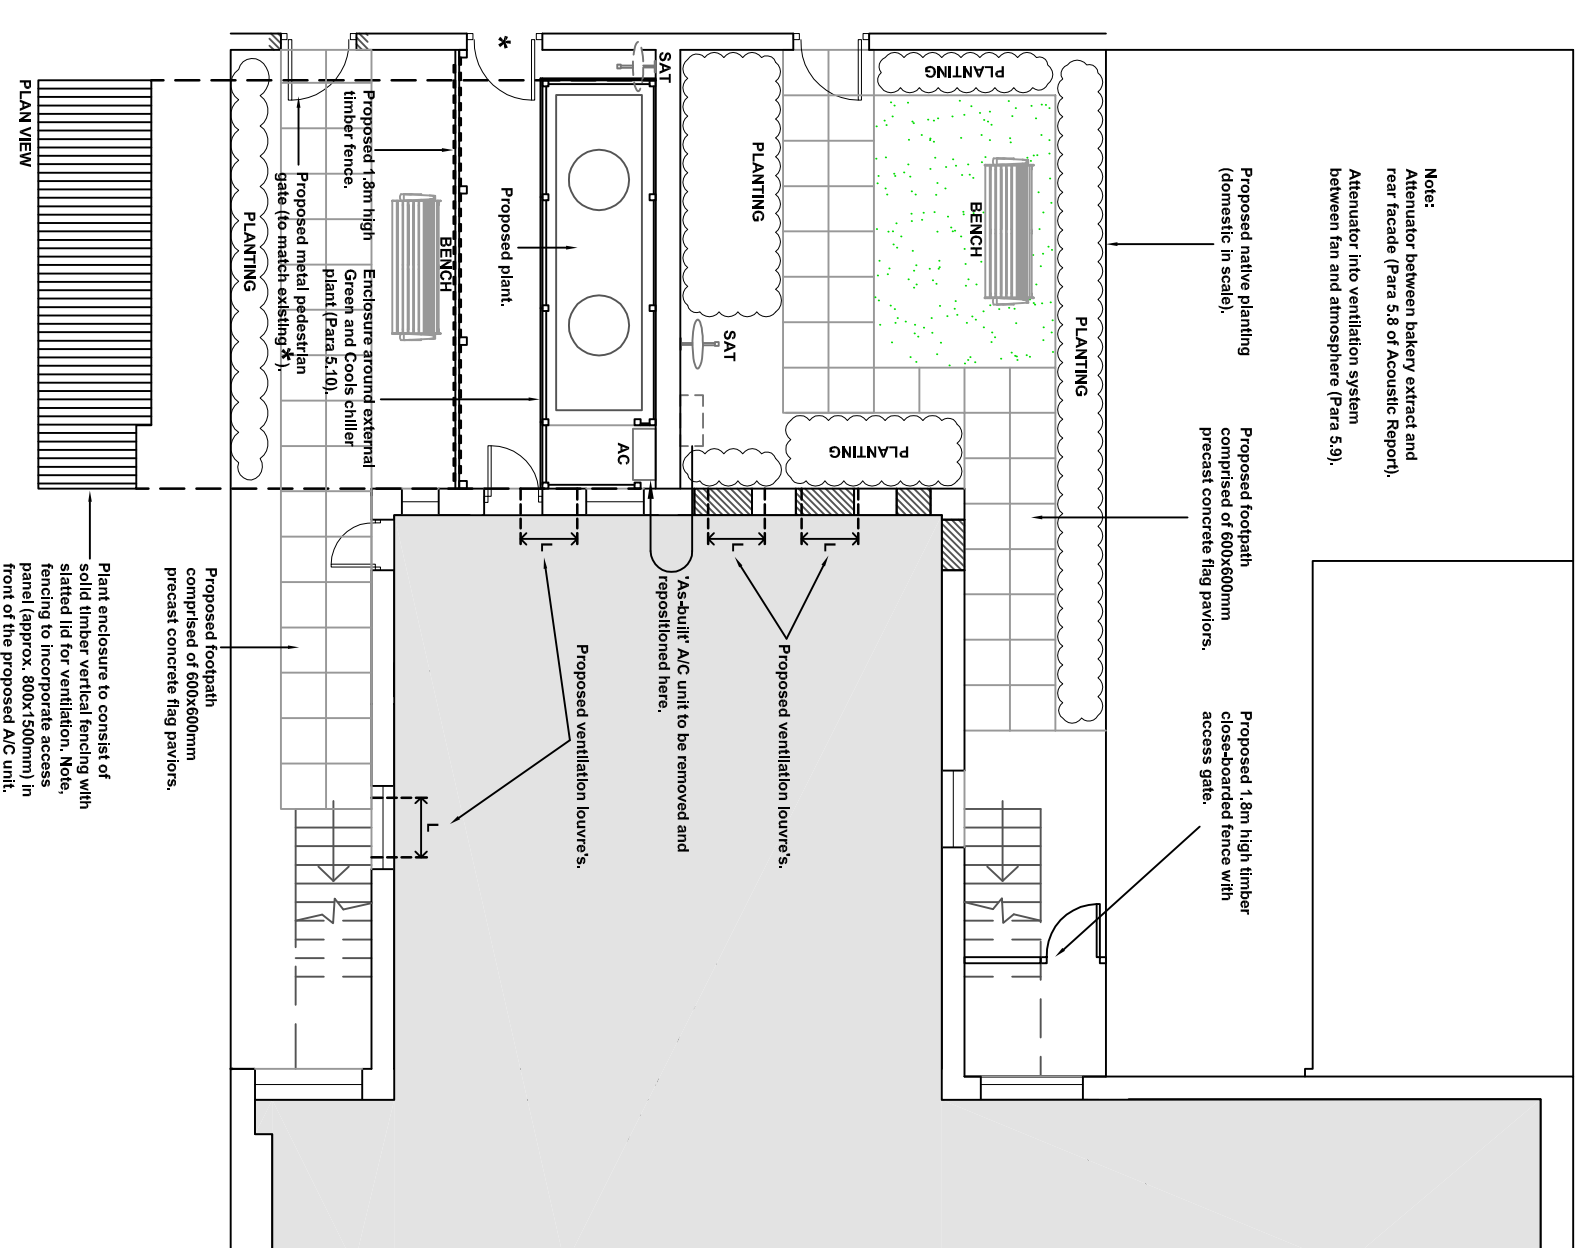 Note:
Attenuator between bakery extract and
rear facade (Para 5.8 of Acoustic Report).
Attenuator into ventilation system
between fan and atmosphere (Para 5.9).
Proposed native planting
(domestic in scale).
Proposed footpath
comprised of 600x600mm
precast concrete flag paviors.
Proposed 1.8m high timber
close-boarded fence with
access gate.
PLANTING
PLANTING
BENCH
PLANTING
PLANTING
SAT
SAT
*
AC
Proposed plant.
BENCH
L
L
L
L
Proposed ventilation louvre's.
'As-built' A/C unit to be removed and
repositioned here.
Proposed ventilation louvre's.
Proposed 1.8m high
timber fence.
Enclosure around external
Green and Cools chiller
plant (Para 5.10).
Proposed metal pedestrian
gate (to match existing *).
PLANTING
Proposed footpath
comprised of 600x600mm
precast concrete flag paviors.
Plant enclosure to consist of
solid timber vertical fencing with
slatted lid for ventilation. Note,
fencing to incorporate access
panel (approx. 800x1500mm) in
front of the proposed A/C unit.
PLAN VIEW